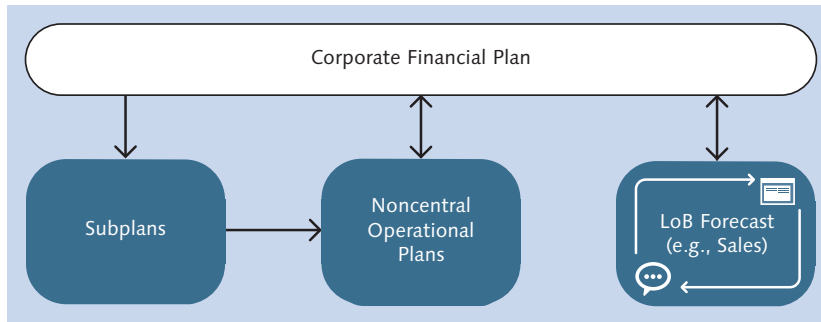 Corporate Financial Plan
Subplans
Noncentral
Operational
Plans
LoB Forecast
(e.g., Sales)